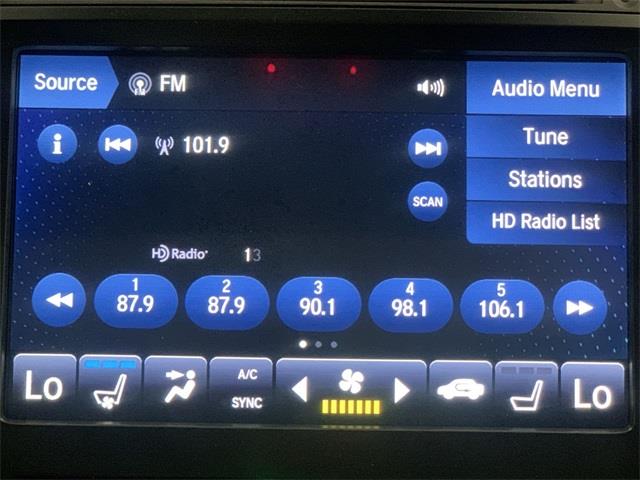 Source
FM
Audio Menu
101.9
Tune
Stations
SCAN
HD Radio List
HD Radio
13
1
87.9
2
87.9
3
90.1
4
98.1
5
106.1
Lo
A/C
SYNC
Lo